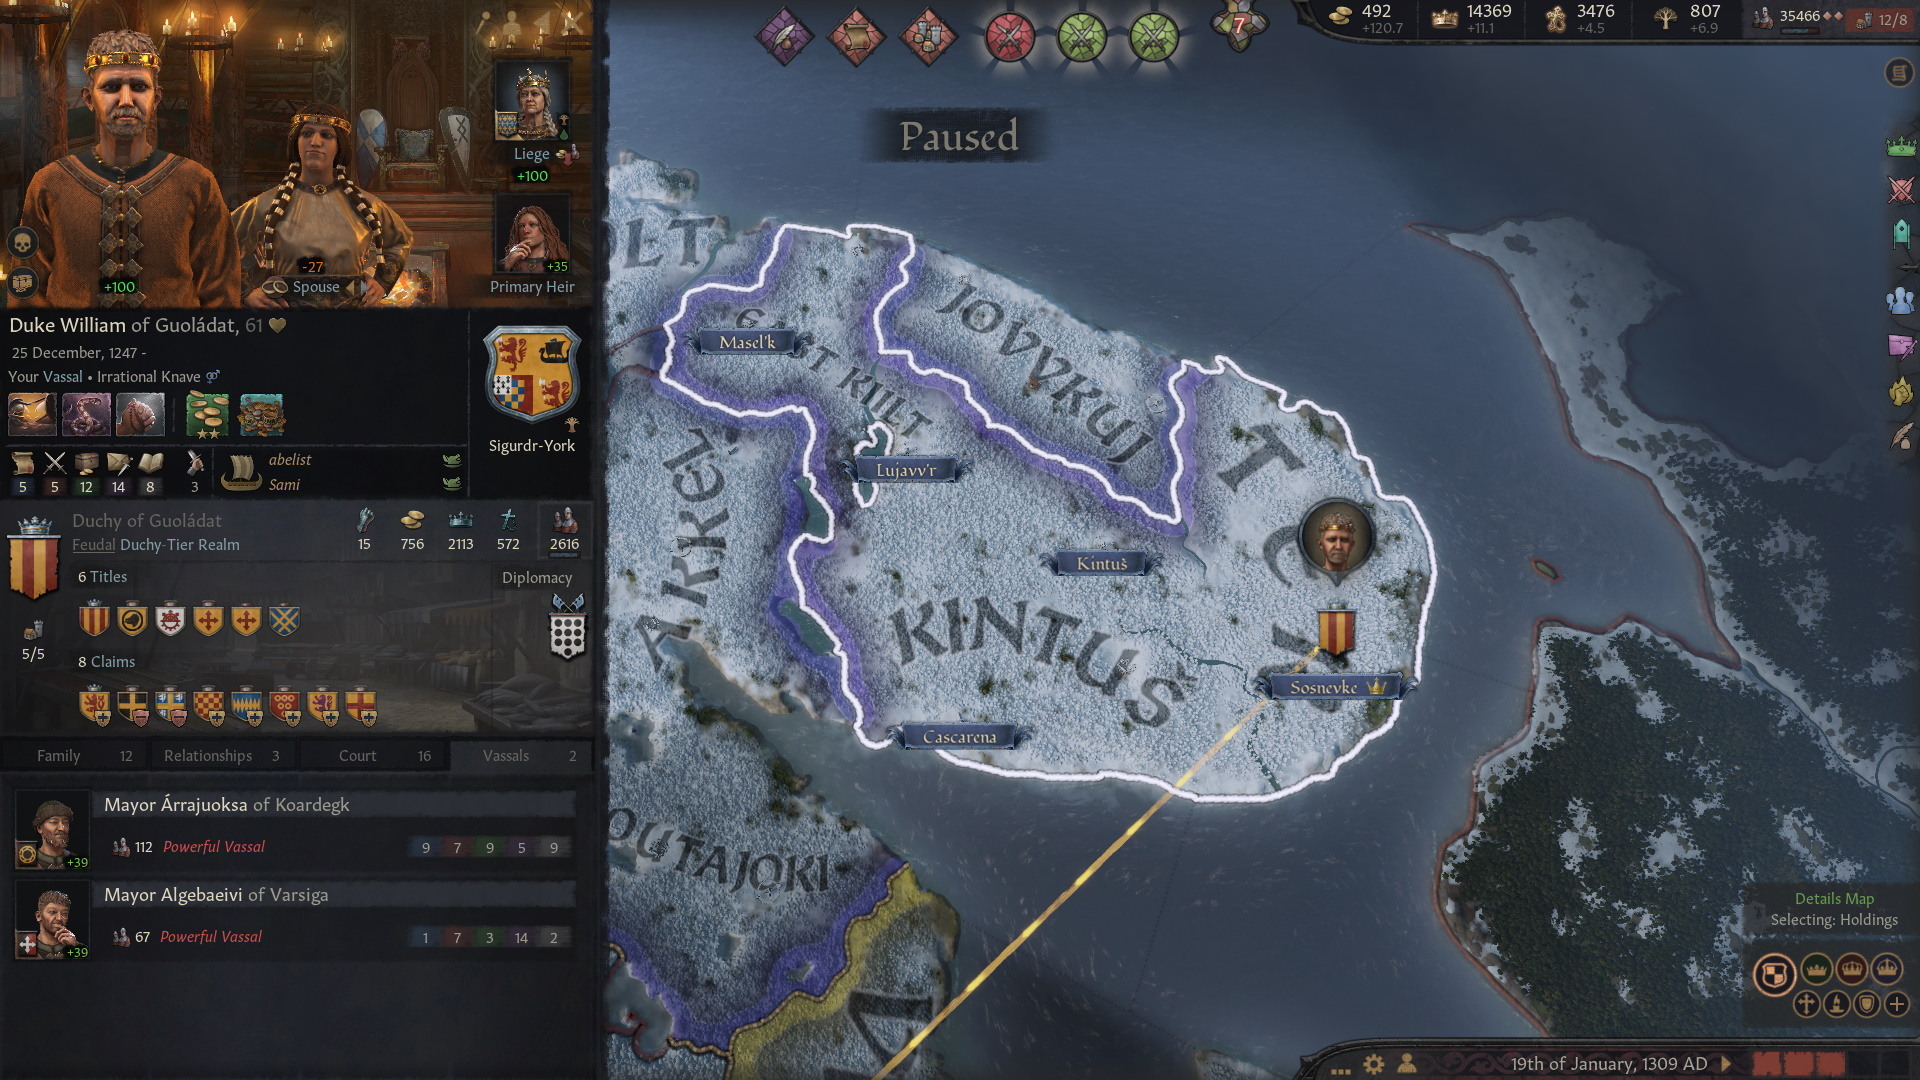 492
+120.7
14369
+11.1
3476
+4.5
807
+6.9
35466
12/8
7
Paused
Liege
+100
+35
Primary Heir
+100
-27
Spouse
Duke William of Guoládat, 61
25 December, 1247 -
Your Vassal • Irrational Knave
Sigurdr-York
5
5
12
14
8
3
abelist
Sami
Duchy of Guoládat
Feudal Duchy-Tier Realm
15
756
2113
572
2616
6 Titles
Diplomacy
5/5
8 Claims
Family 12
Relationships 3
Court 16
Vassals 2
Mayor Árrajuoksa of Koardegk
112 Powerful Vassal
9 7 9 5 9
+39
Mayor Algebaeivi of Varsiga
67 Powerful Vassal
1 7 3 14 2
+39
JOVVKUJ
Masel'k
Lujavv'r
Kintuš
KINTUŠ
Sosnevke
Cascarena
OUTAJOKI
Details Map
Selecting: Holdings
19th of January, 1309 AD